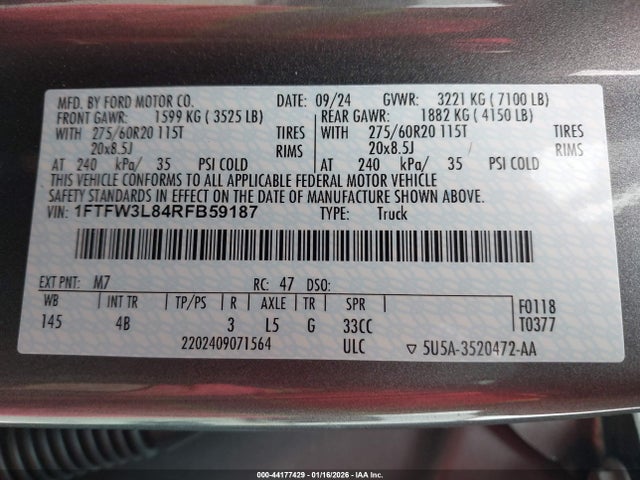 MFD. BY FORD MOTOR CO. DATE: 09/24 GVWR: 3221 KG ( 7100 LB)
FRONT GAWR: 1599 KG ( 3525 LB) REAR GAWR: 1882 KG ( 4150 LB)
WITH 275/60R20 115T TIRES WITH 275/60R20 115T TIRES
20x8.5J RIMS 20x8.5J RIMS
AT 240 kPa/ 35 PSI COLD AT 240 kPa/ 35 PSI COLD
THIS VEHICLE CONFORMS TO ALL APPLICABLE FEDERAL MOTOR VEHICLE
SAFETY STANDARDS IN EFFECT ON THE DATE OF MANUFACTURE SHOWN ABOVE.
VIN: 1FTFW3L84RFB59187 TYPE: Truck
EXT PNT: M7 RC: 47 DSO:
WB INT TR TP/PS R AXLE TR SPR F0118
145 4B 3 L5 G 33CC T0377
2202409071564 ULC ▽ 5U5A-3520472-AA
000-44177429 - 01/16/2026 - IAA Inc.